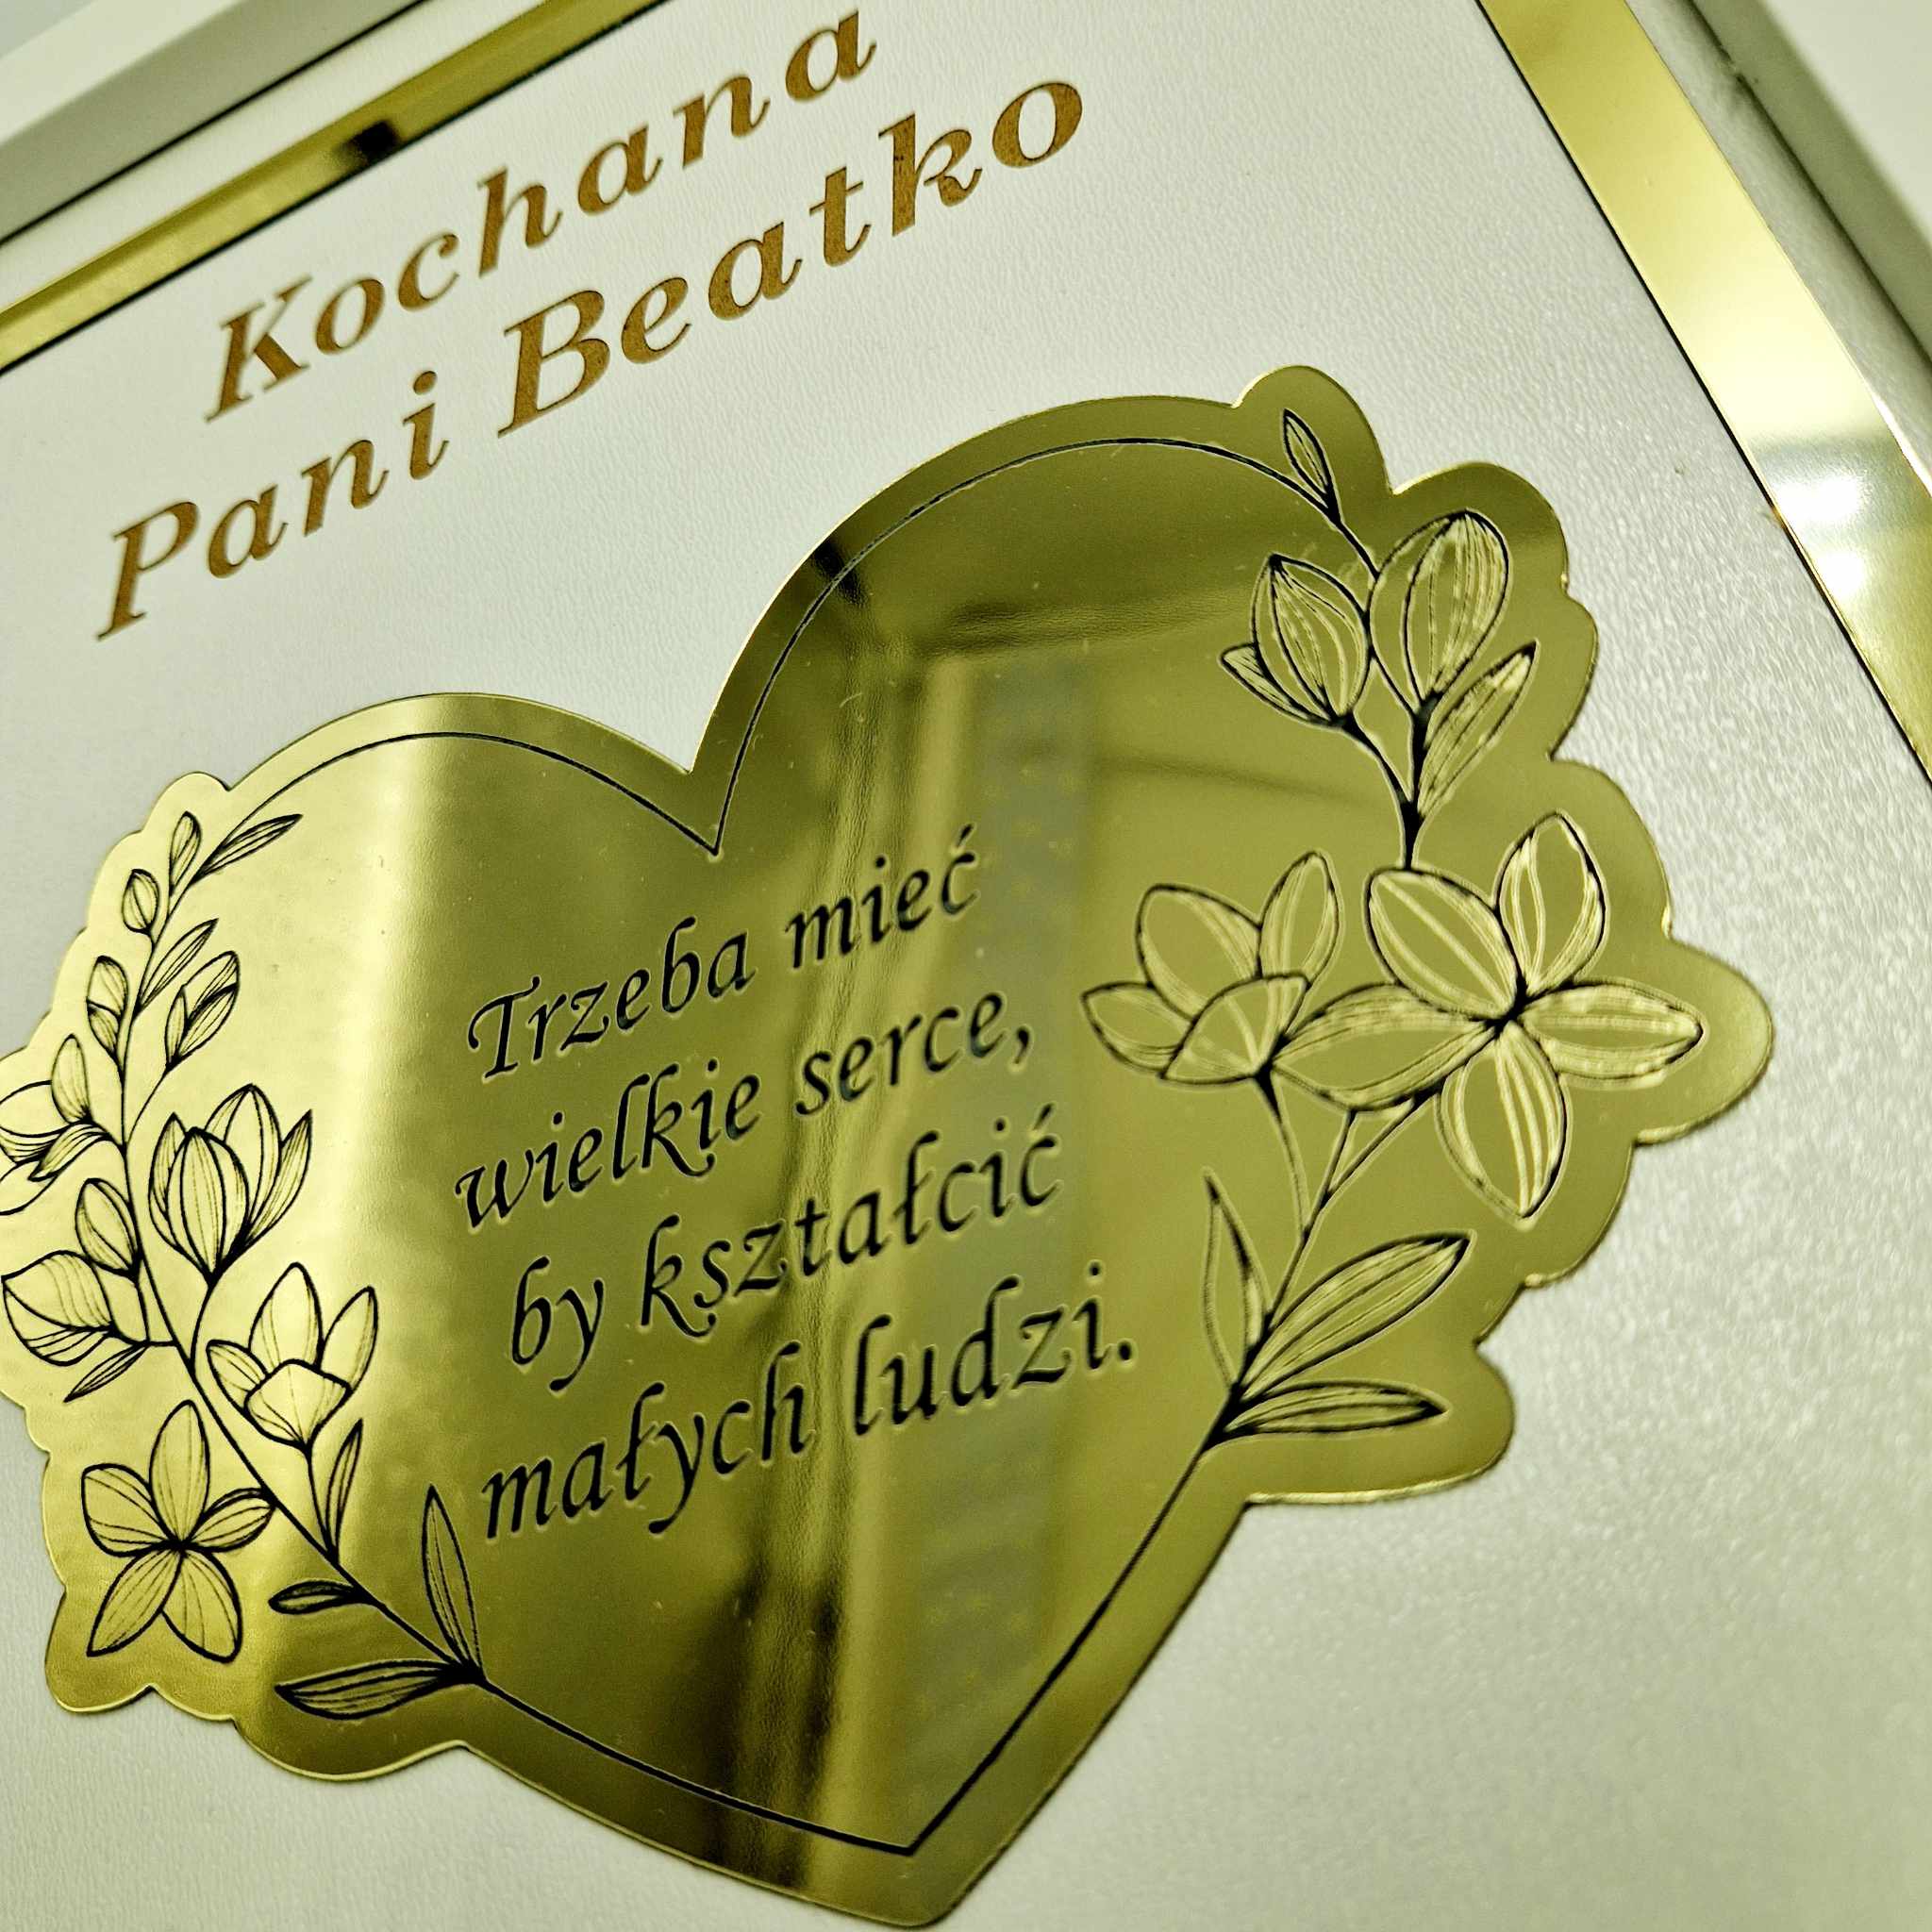 Kochana
Pani Beatko
Trzeba mieć
wielkie serce,
by kształcić
małych ludzi.